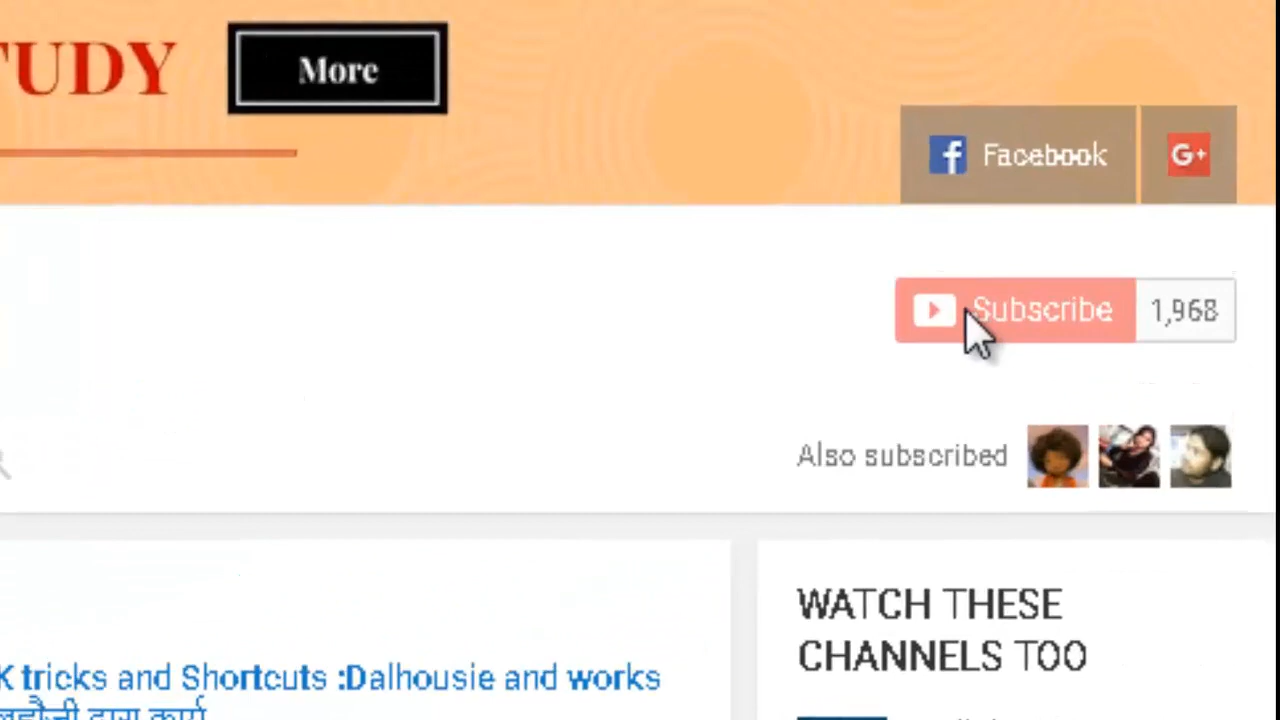 TUDY
More
Facebook
G+
Subscribe 1,968
Also subscribed
WATCH THESE
CHANNELS TOO
K tricks and Shortcuts :Dalhousie and works
द्वारा कार्य